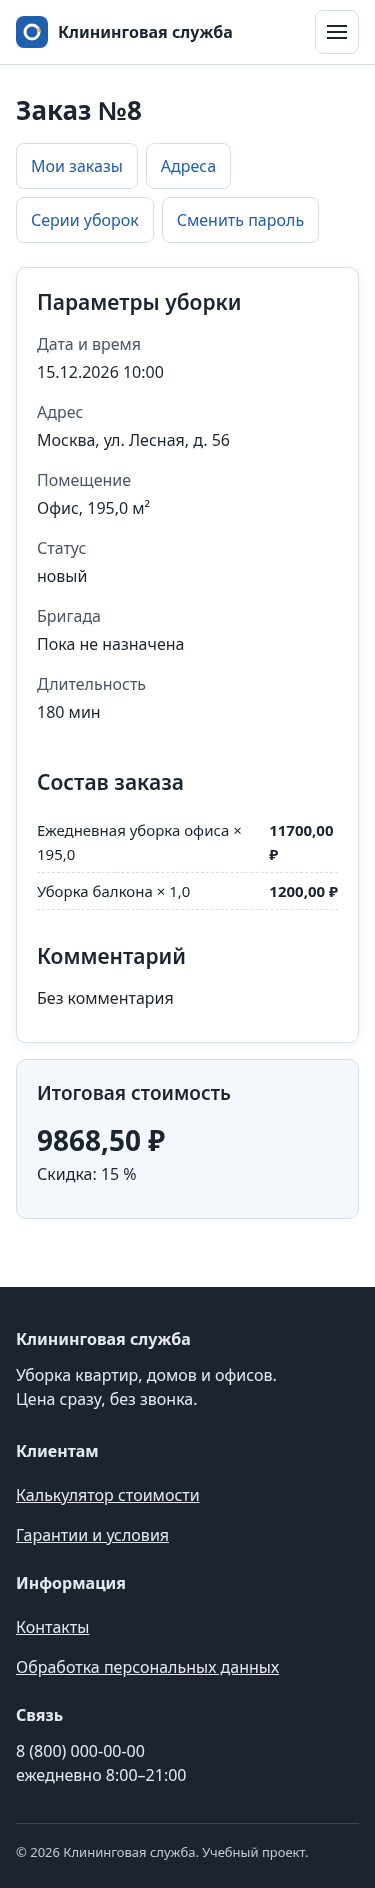 Клининговая служба
Заказ №8
Мои заказы
Адреса
Серии уборок
Сменить пароль
Параметры уборки
Дата и время
15.12.2026 10:00
Адрес
Москва, ул. Лесная, д. 56
Помещение
Офис, 195,0 м²
Статус
новый
Бригада
Пока не назначена
Длительность
180 мин
Состав заказа
Ежедневная уборка офиса ×
195,0
11700,00
₽
Уборка балкона × 1,0
1200,00 ₽
Комментарий
Без комментария
Итоговая стоимость
9868,50 ₽
Скидка: 15 %
Клининговая служба
Уборка квартир, домов и офисов.
Цена сразу, без звонка.
Клиентам
Калькулятор стоимости
Гарантии и условия
Информация
Контакты
Обработка персональных данных
Связь
8 (800) 000-00-00
ежедневно 8:00–21:00
© 2026 Клининговая служба. Учебный проект.